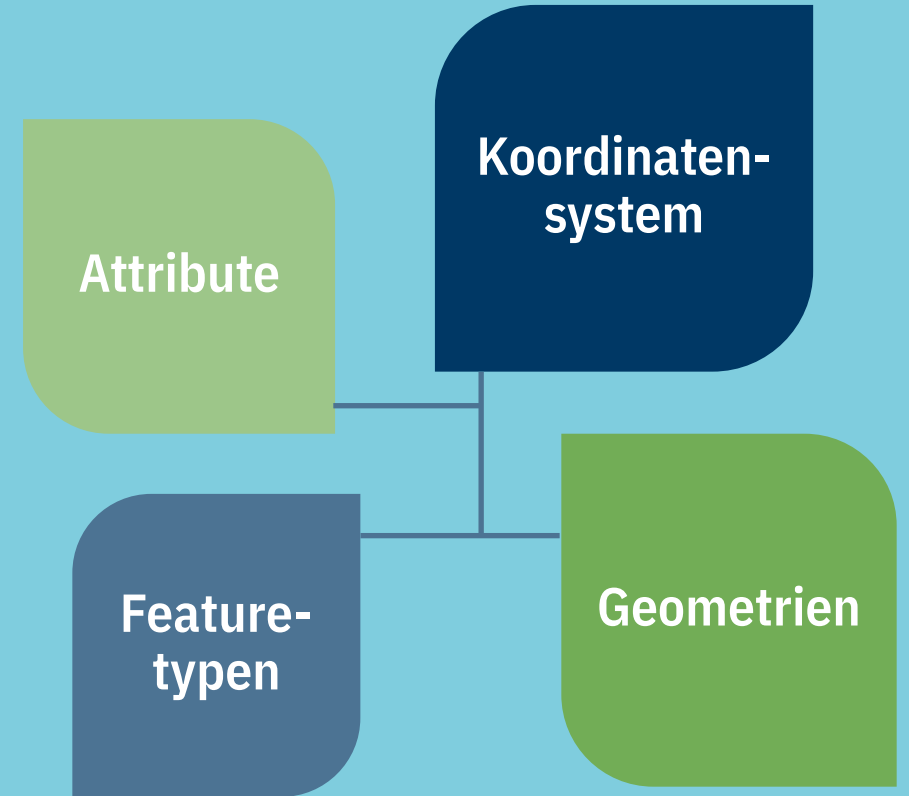 Koordinaten-
system
Attribute
Feature-
typen
Geometrien